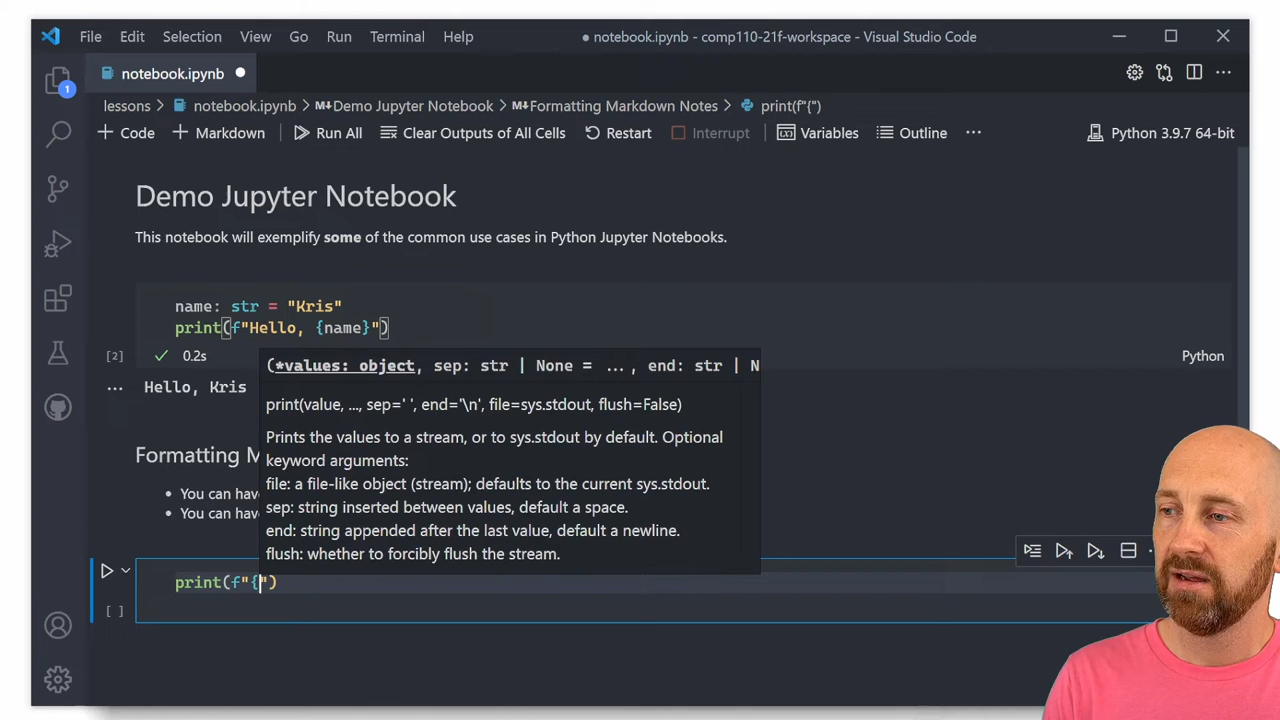 File Edit Selection View Go Run Terminal Help ● notebook.ipynb - comp110-21f-workspace - Visual Studio Code
notebook.ipynb
lessons > notebook.ipynb > Demo Jupyter Notebook > Formatting Markdown Notes > print(f"{")
+ Code + Markdown Run All Clear Outputs of All Cells Restart Interrupt Variables Outline ... Python 3.9.7 64-bit
1
Demo Jupyter Notebook
This notebook will exemplify some of the common use cases in Python Jupyter Notebooks.
name: str = "Kris"
print(f"Hello, {name}")
[2] ✓ 0.2s Python
(*values: object, sep: str | None = ..., end: str | N
... Hello, Kris
print(value, ..., sep=' ', end='\n', file=sys.stdout, flush=False)
Prints the values to a stream, or to sys.stdout by default. Optional
keyword arguments:
Formatting M
file: a file-like object (stream); defaults to the current sys.stdout.
• You can hav
sep: string inserted between values, default a space.
• You can hav
end: string appended after the last value, default a newline.
flush: whether to forcibly flush the stream.
print(f"{")
[ ]